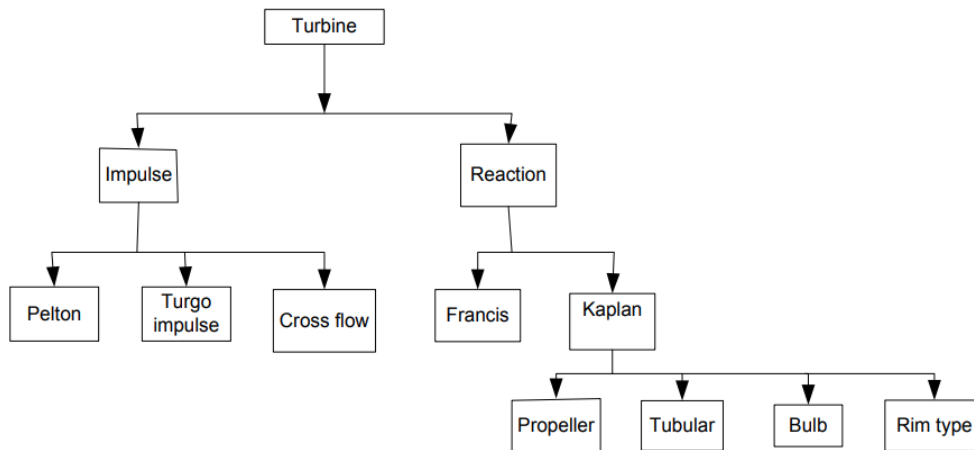 Turbine
Impulse
Reaction
Pelton
Turgo
impulse
Cross flow
Francis
Kaplan
Propeller
Tubular
Bulb
Rim type